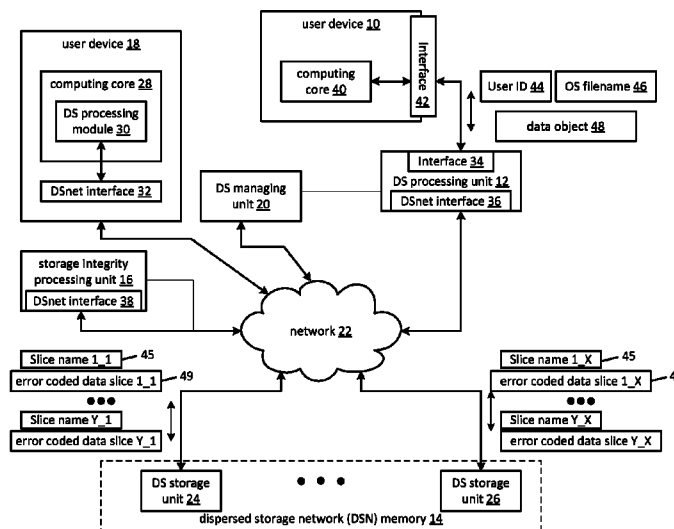 user device 18
computing core 28
DS processing
module 30
DSnet interface 32
user device 10
computing
core 40
Interface
42
User ID 44
OS filename 46
data object 48
Interface 34
DS processing unit 12
DSnet interface 36
DS managing
unit 20
storage integrity
processing unit 16
DSnet interface 38
network 22
Slice name 1_1
45
error coded data slice 1_1
49
Slice name Y_1
error coded data slice Y_1
Slice name 1_X
45
error coded data slice 1_X
4
Slice name Y_X
error coded data slice Y_X
DS storage
unit 24
DS storage
unit 26
dispersed storage network (DSN) memory 14